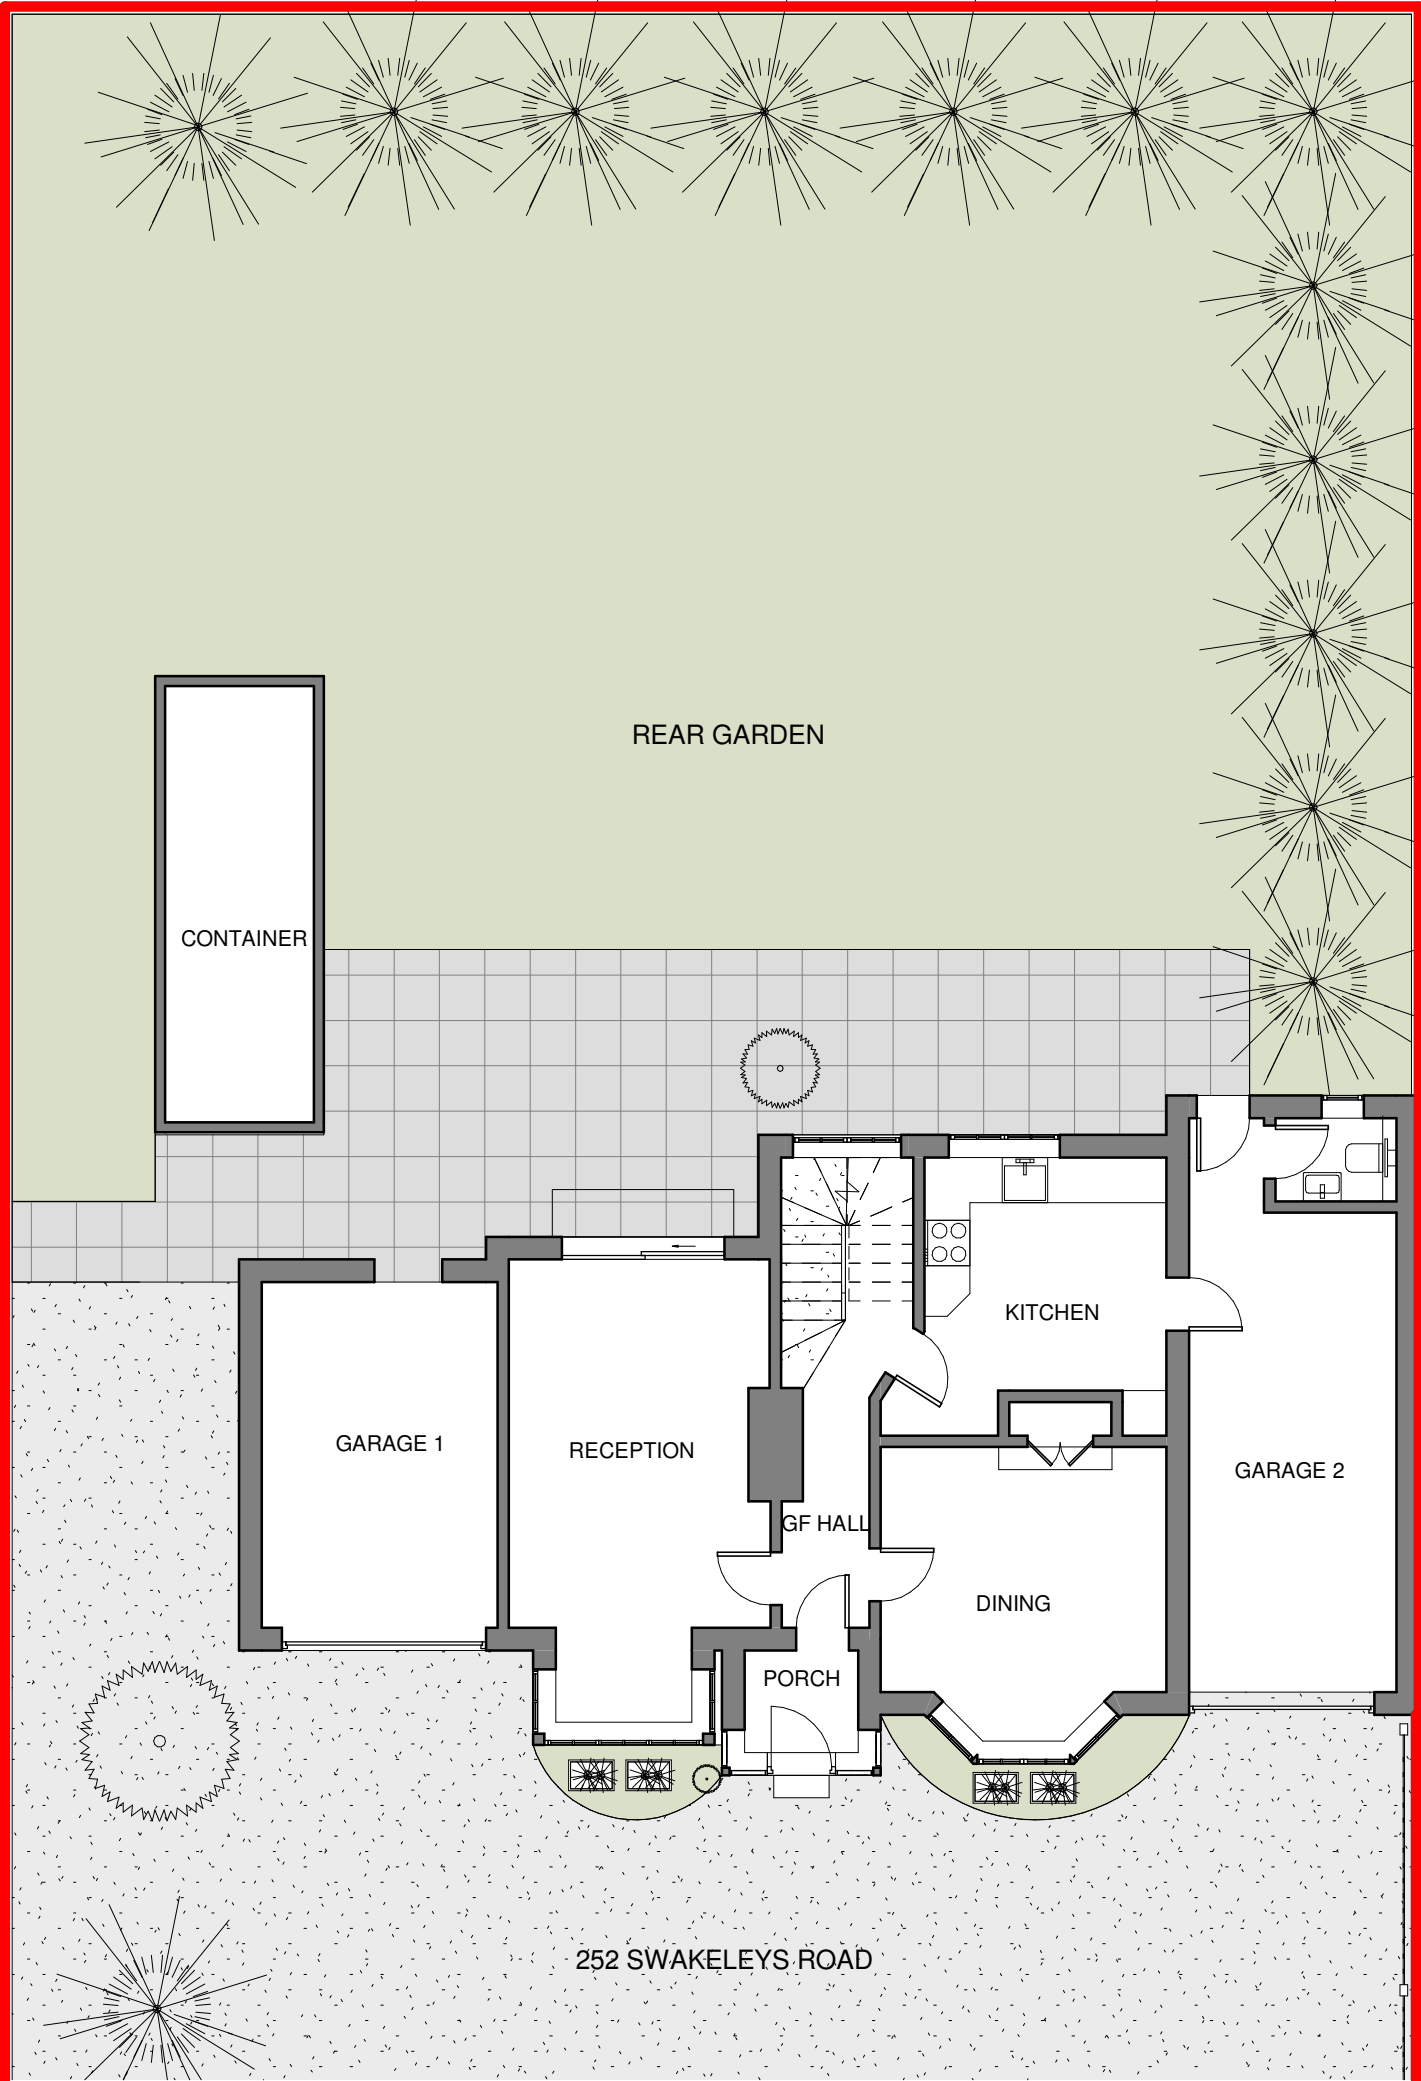 REAR GARDEN
CONTAINER
KITCHEN
GARAGE 1
RECEPTION
GARAGE 2
GF HALL
DINING
PORCH
252 SWAKELEYS ROAD